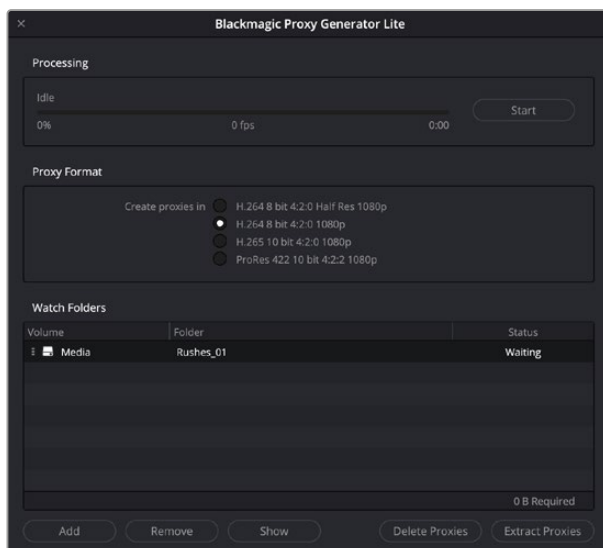 Blackmagic Proxy Generator Lite
Processing
Idle
Start
0% 0 fps 0:00
Proxy Format
Create proxies in H.264 8 bit 4:2:0 Half Res 1080p
H.264 8 bit 4:2:0 1080p
H.265 10 bit 4:2:0 1080p
ProRes 422 10 bit 4:2:2 1080p
Watch Folders
Volume Folder Status
Media Rushes_01 Waiting
0 B Required
Add Remove Show Delete Proxies Extract Proxies